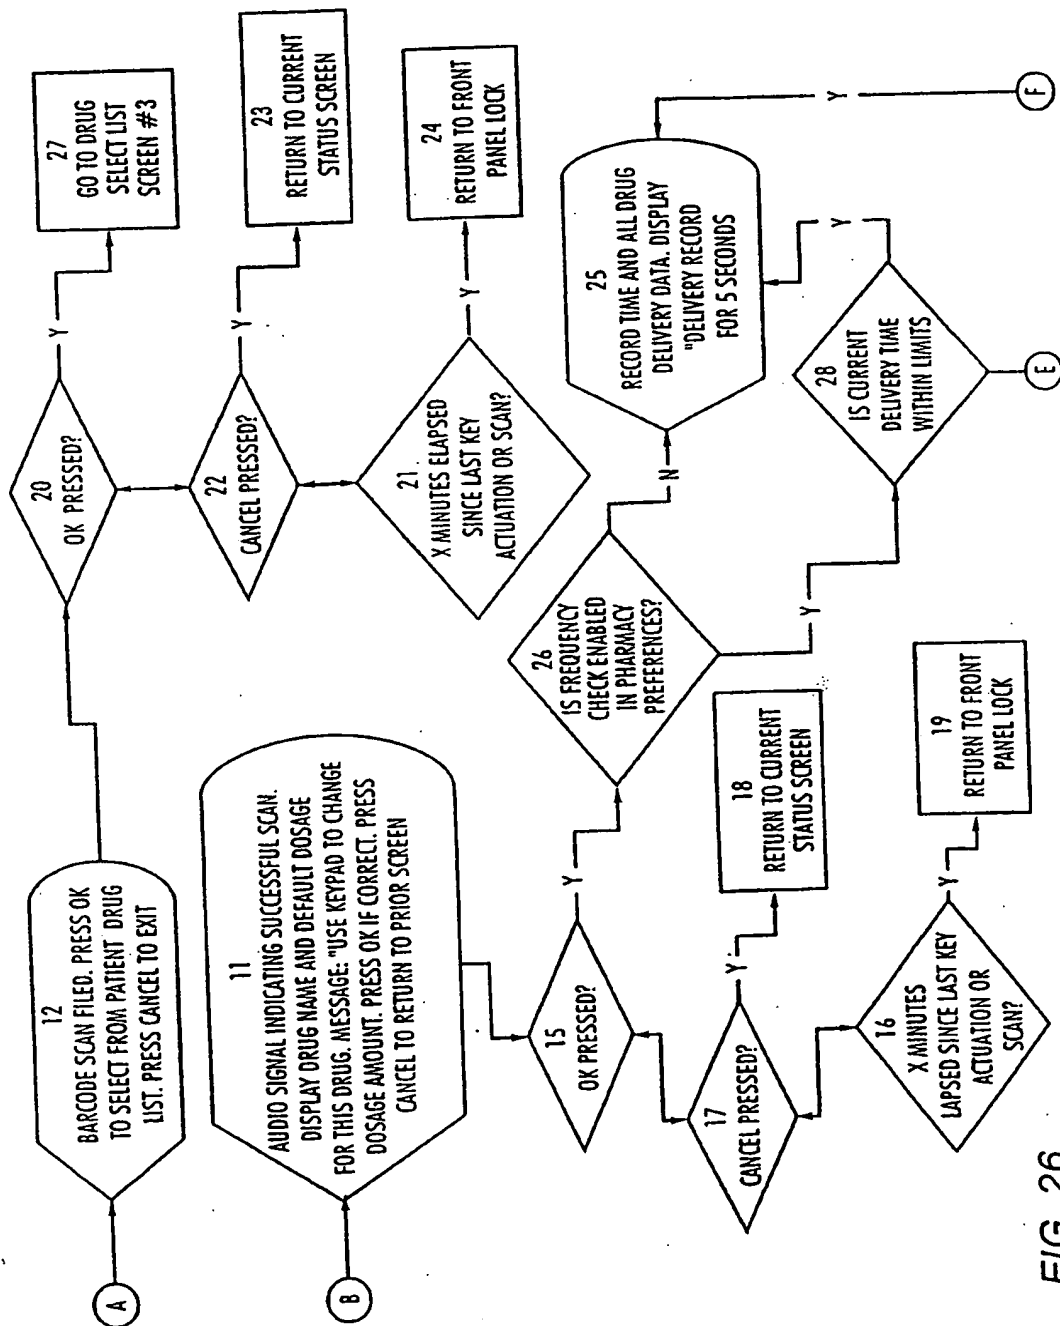 A
12
BARCODE SCAN FILED. PRESS OK
TO SELECT FROM PATIENT DRUG
LIST. PRESS CANCEL TO EXIT
20
OK PRESSED?
Y
27
GO TO DRUG
SELECT LIST
SCREEN #3
22
CANCEL PRESSED?
Y
23
RETURN TO CURRENT
STATUS SCREEN
21
X MINUTES ELAPSED
SINCE LAST KEY
ACTUATION OR SCAN?
Y
24
RETURN TO FRONT
PANEL LOCK
B
11
AUDIO SIGNAL INDICATING SUCCESSFUL SCAN.
DISPLAY DRUG NAME AND DEFAULT DOSAGE
FOR THIS DRUG. MESSAGE: "USE KEYPAD TO CHANGE
DOSAGE AMOUNT. PRESS OK IF CORRECT. PRESS
CANCEL TO RETURN TO PRIOR SCREEN
15
OK PRESSED?
Y
26
IS FREQUENCY
CHECK ENABLED
IN PHARMACY
PREFERENCES?
N
25
RECORD TIME AND ALL DRUG
DELIVERY DATA. DISPLAY
"DELIVERY RECORD
FOR 5 SECONDS
Y
F
Y
28
IS CURRENT
DELIVERY TIME
WITHIN LIMITS
Y
E
17
CANCEL PRESSED?
Y
18
RETURN TO CURRENT
STATUS SCREEN
16
X MINUTES
LAPSED SINCE LAST KEY
ACTUATION OR
SCAN?
Y
19
RETURN TO FRONT
PANEL LOCK
FIG. 26